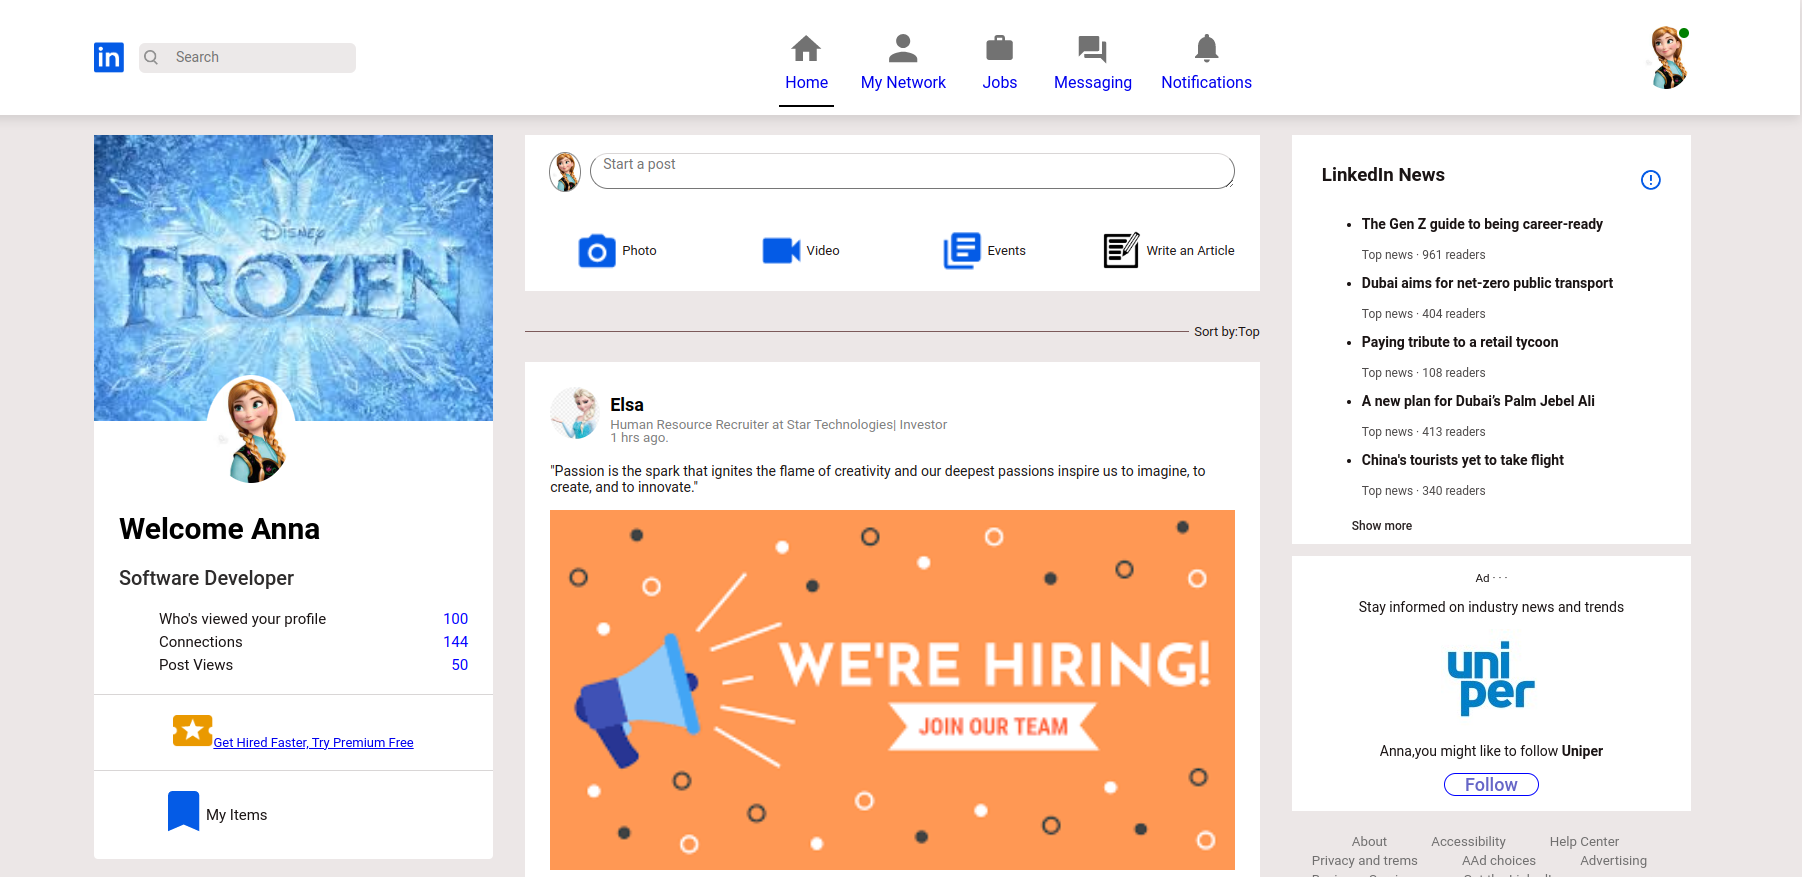 in
Search
Home
My Network
Jobs
Messaging
Notifications
DISNEY
FROZEN
Welcome Anna
Software Developer
Who's viewed your profile 100
Connections 144
Post Views 50
Get Hired Faster, Try Premium Free
My Items
Start a post
Photo
Video
Events
Write an Article
Sort by:Top
Elsa
Human Resource Recruiter at Star Technologies| Investor
1 hrs ago.
"Passion is the spark that ignites the flame of creativity and our deepest passions inspire us to imagine, to
create, and to innovate."
WE'RE HIRING!
JOIN OUR TEAM
LinkedIn News
The Gen Z guide to being career-ready
Top news · 961 readers
Dubai aims for net-zero public transport
Top news · 404 readers
Paying tribute to a retail tycoon
Top news · 108 readers
A new plan for Dubai's Palm Jebel Ali
Top news · 413 readers
China's tourists yet to take flight
Top news · 340 readers
Show more
Ad · · ·
Stay informed on industry news and trends
uni
per
Anna,you might like to follow Uniper
Follow
About Accessibility Help Center
Privacy and trems AAd choices Advertising